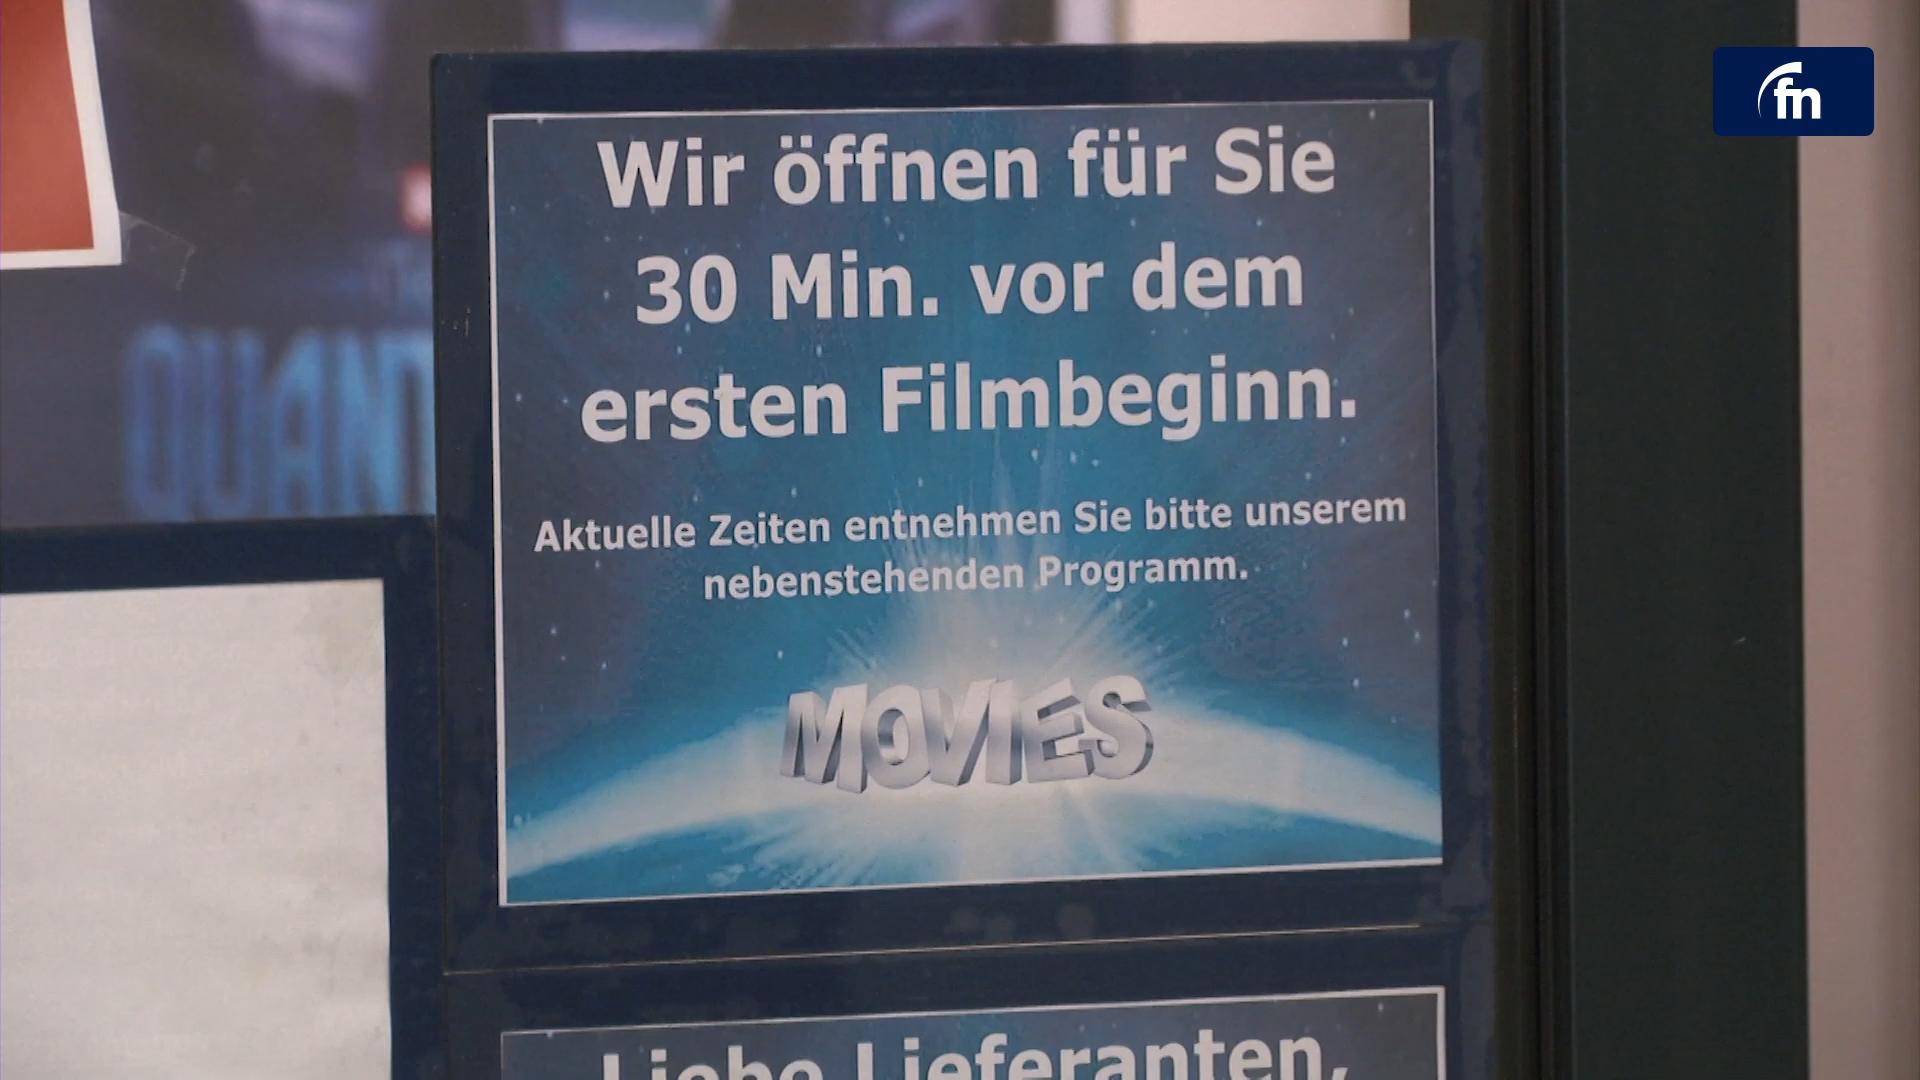 fn
Wir öffnen für Sie
30 Min. vor dem
ersten Filmbeginn.
QUANT
Aktuelle Zeiten entnehmen Sie bitte unserem
nebenstehenden Programm.
MOVIES
Liebe Lieferanten,